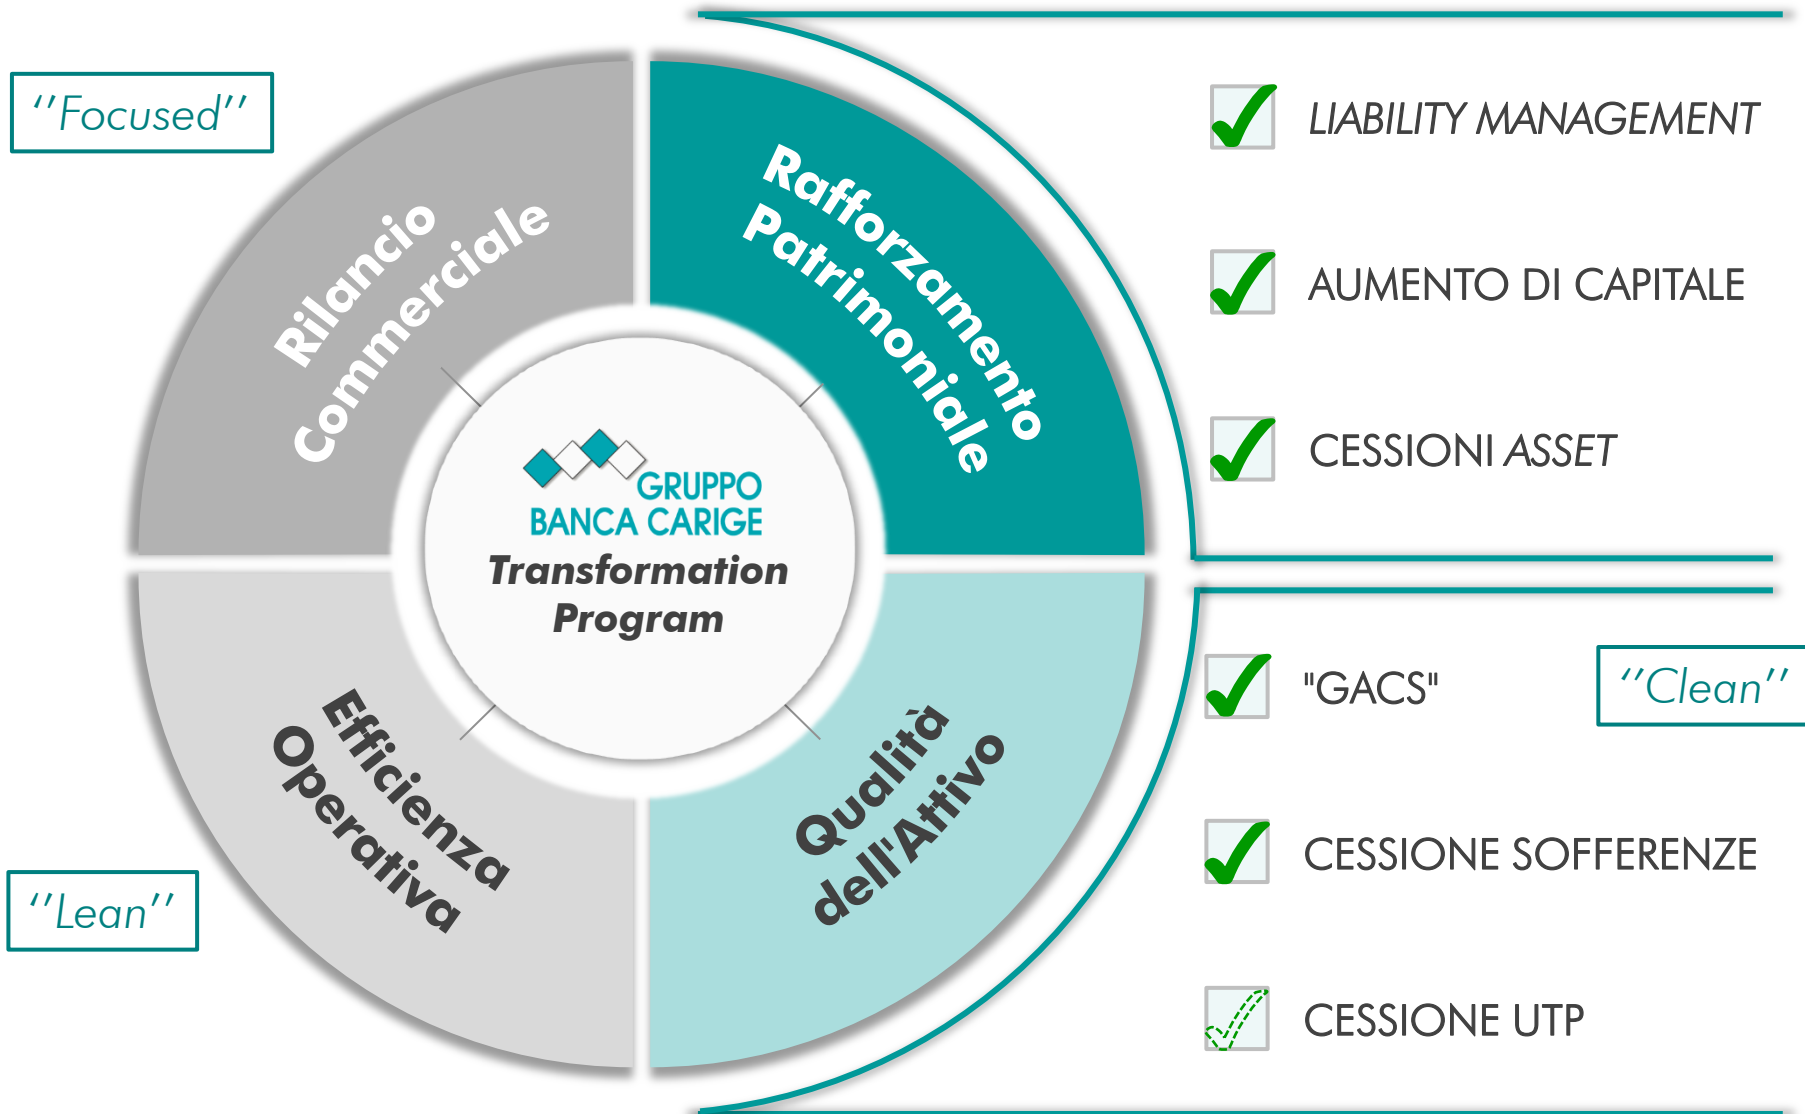 ''Focused''
Rilancio
Commerciale
Rafforzamento
Patrimoniale
LIABILITY MANAGEMENT
AUMENTO DI CAPITALE
CESSIONI ASSET
GRUPPO
BANCA CARIGE
Transformation
Program
Efficienza
Operativa
''Lean''
Qualità
dell'Attivo
"GACS"
''Clean''
CESSIONE SOFFERENZE
CESSIONE UTP